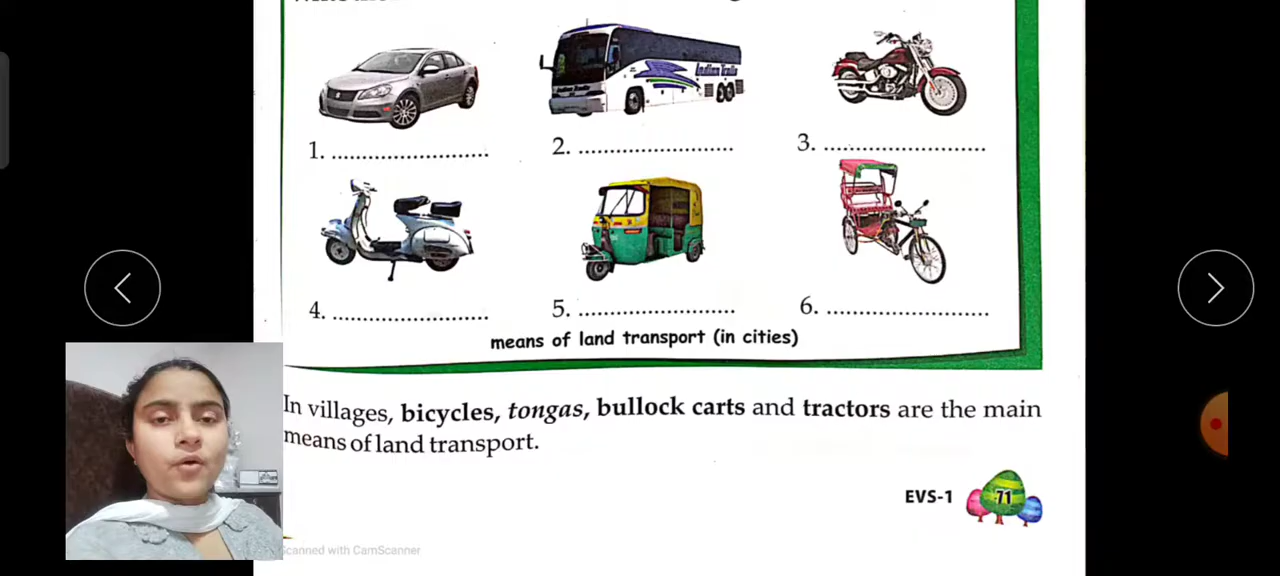 1. ........................
2. ........................
3. ........................
4. ........................
5. ........................
6. ........................
means of land transport (in cities)
In villages, bicycles, tongas, bullock carts and tractors are the main
means of land transport.
EVS-1 71
Scanned with CamScanner